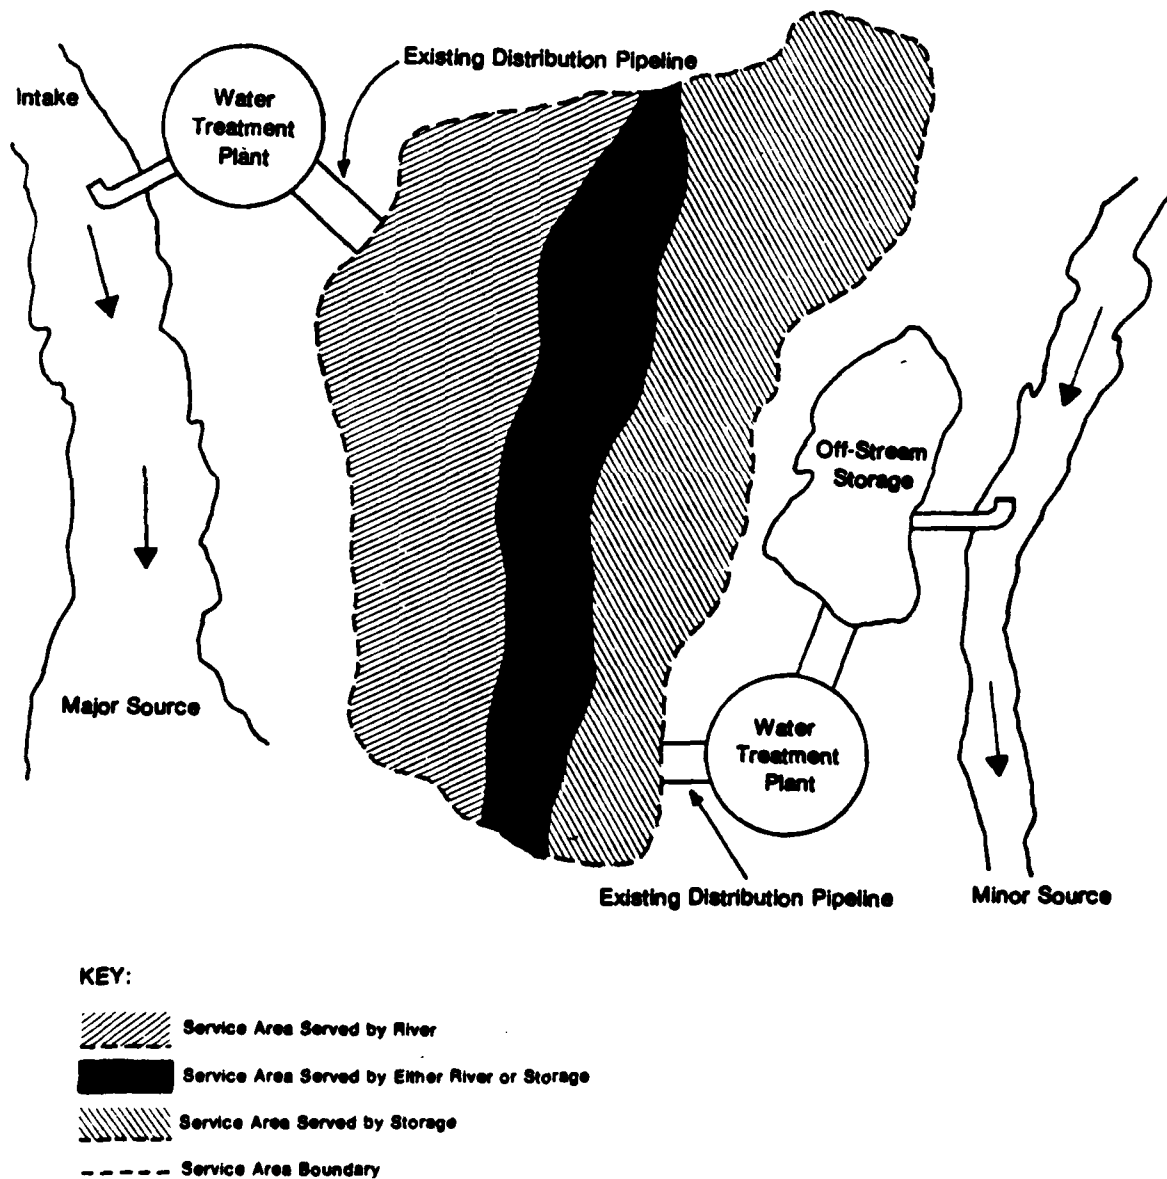 Existing Distribution Pipeline
Intake
Water
Treatment
Plant
Off-Stream
Storage
Major Source
Water
Treatment
Plant
Existing Distribution Pipeline
Minor Source
KEY:
Service Area Served by River
Service Area Served by Either River or Storage
Service Area Served by Storage
Service Area Boundary